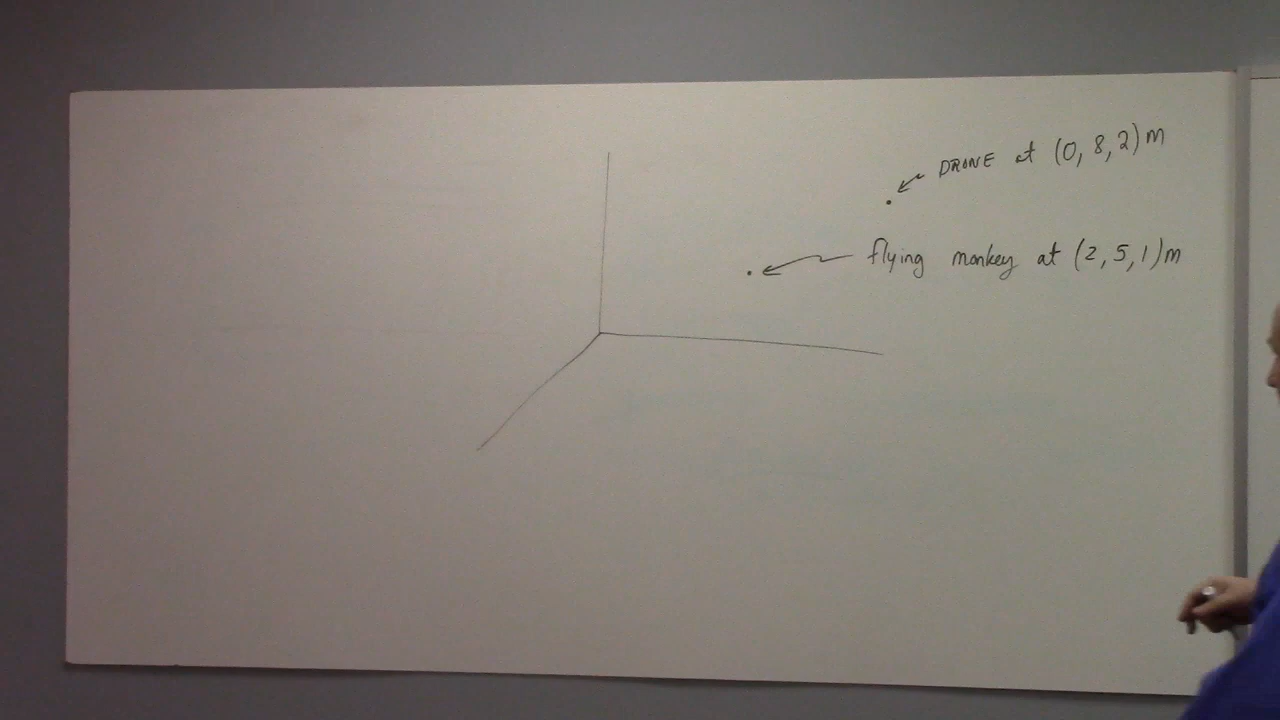 DRONE at (0, 8, 2)m
flying monkey at (2, 5, 1)m